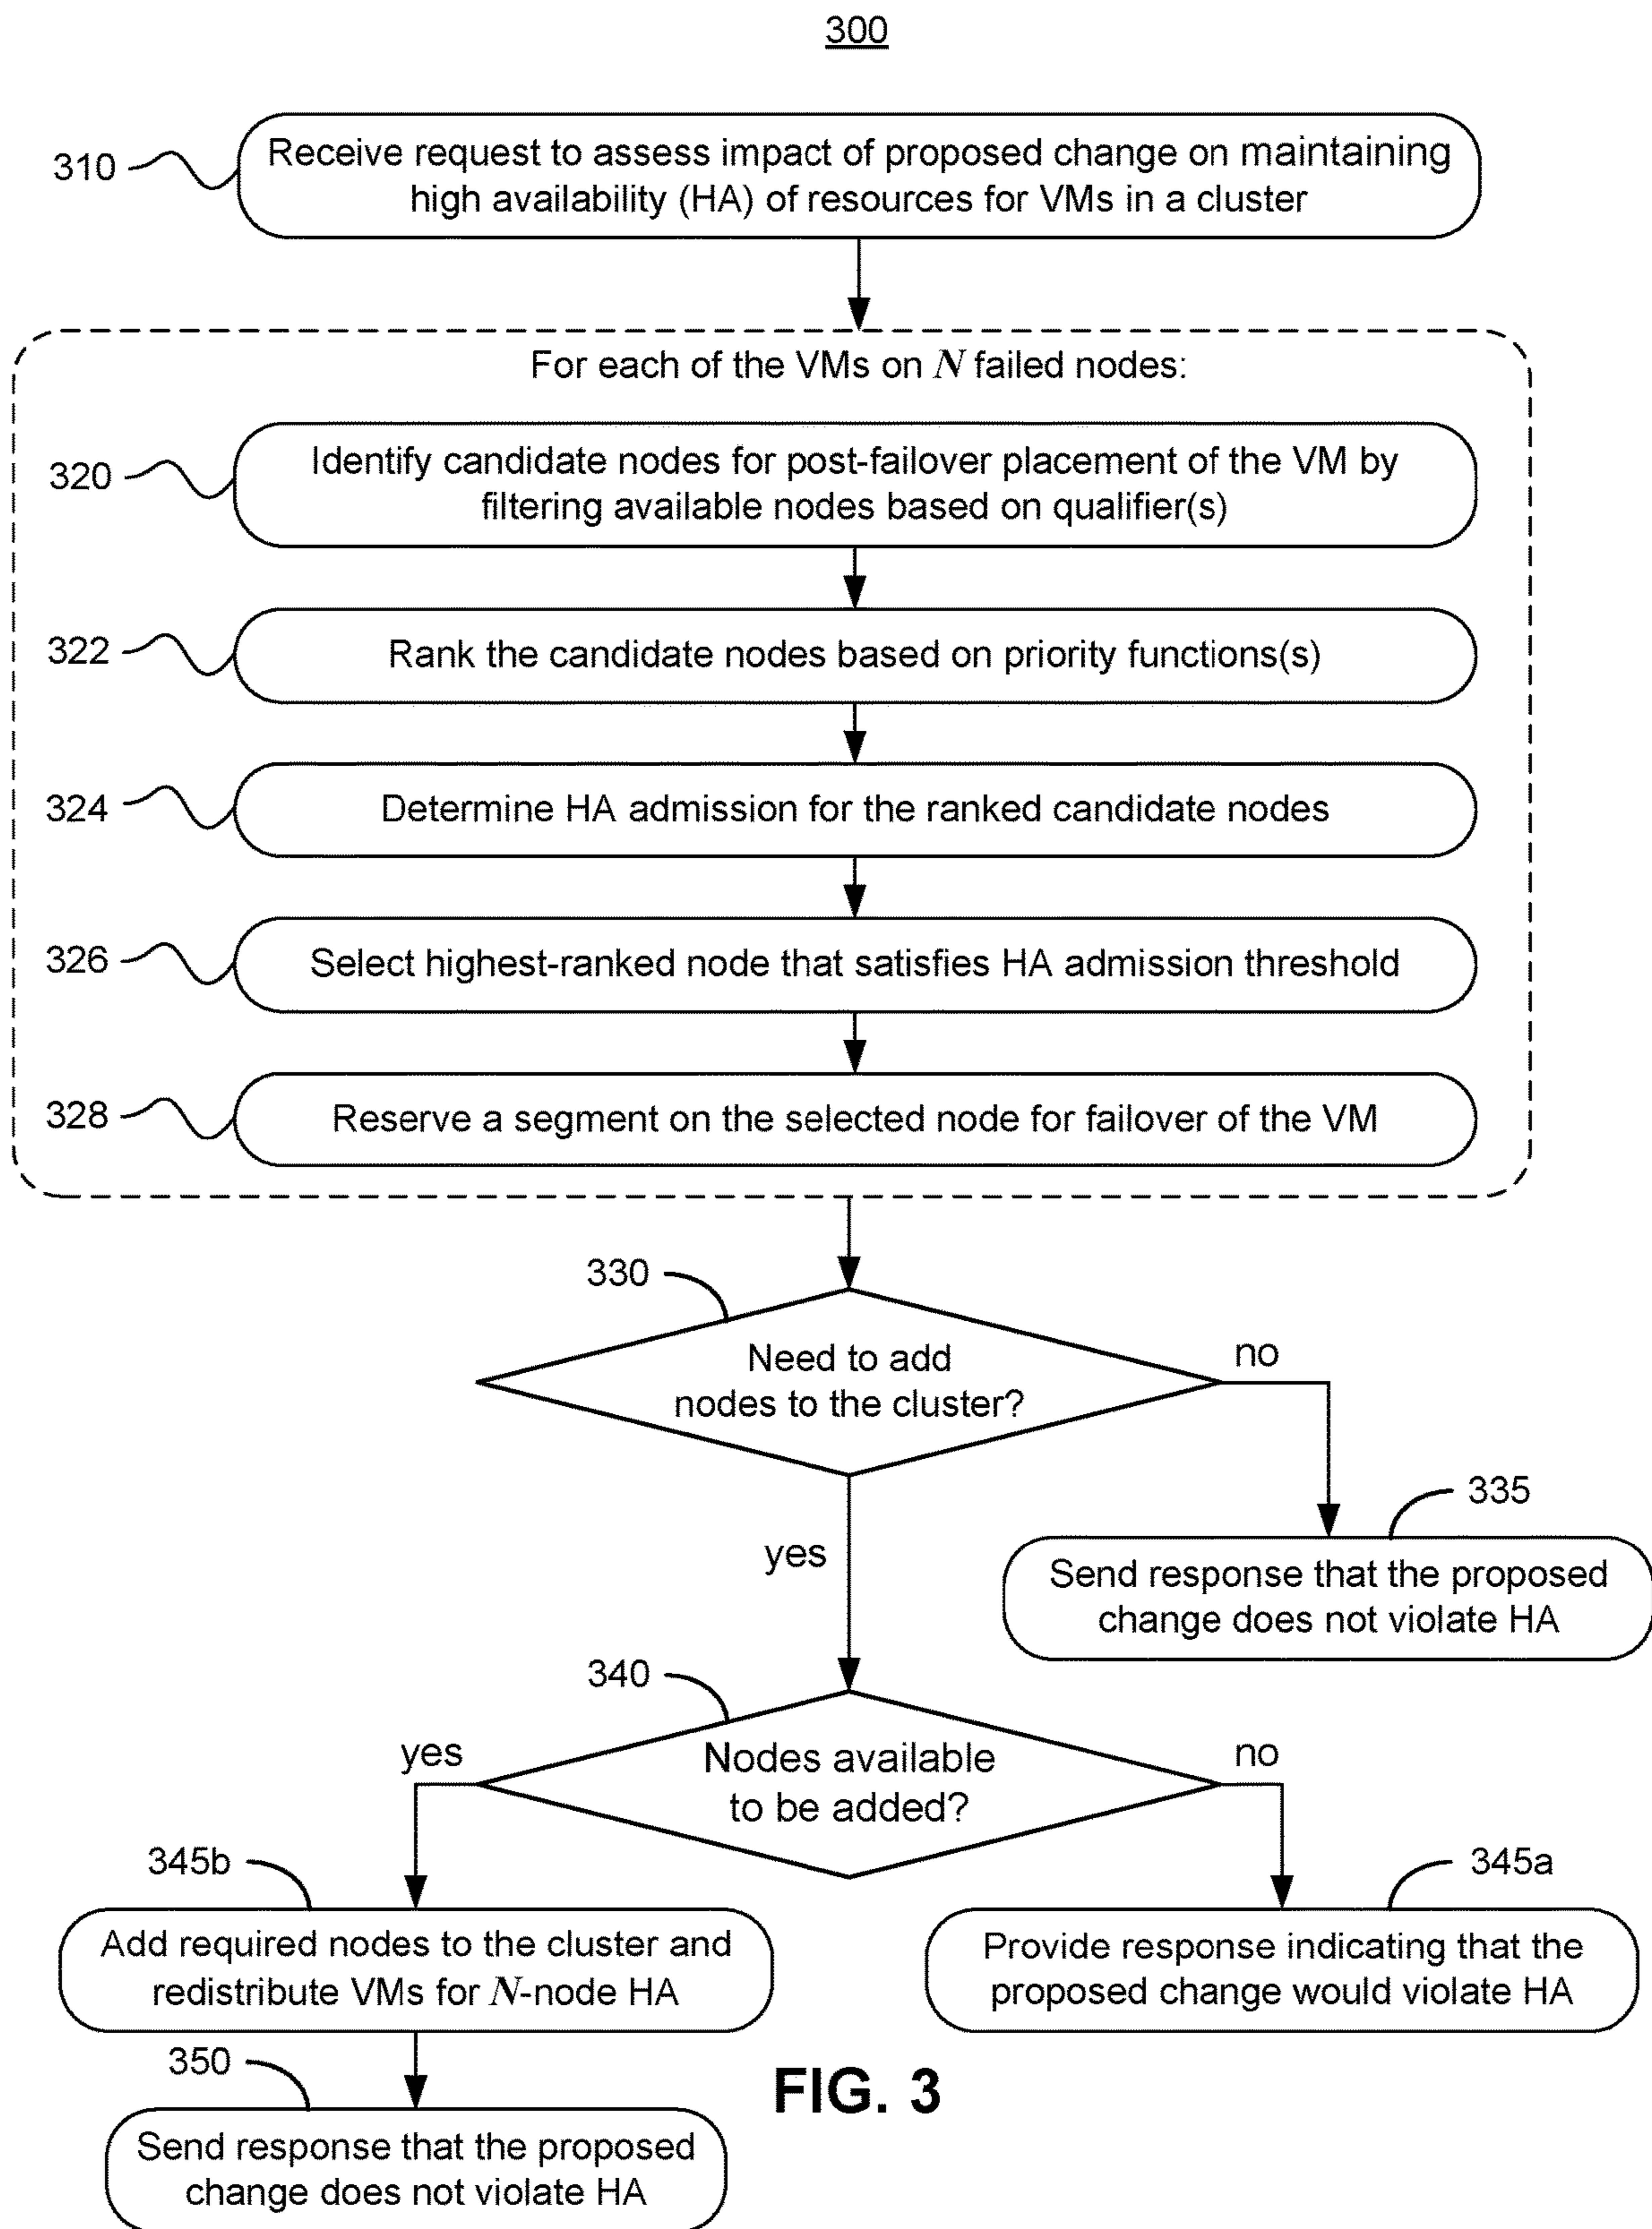 300
310
Receive request to assess impact of proposed change on maintaining
high availability (HA) of resources for VMs in a cluster
For each of the VMs on N failed nodes:
320
Identify candidate nodes for post-failover placement of the VM by
filtering available nodes based on qualifier(s)
322
Rank the candidate nodes based on priority functions(s)
324
Determine HA admission for the ranked candidate nodes
326
Select highest-ranked node that satisfies HA admission threshold
328
Reserve a segment on the selected node for failover of the VM
330
Need to add
nodes to the cluster?
no
335
Send response that the proposed
change does not violate HA
yes
340
Nodes available
to be added?
yes
no
345b
Add required nodes to the cluster and
redistribute VMs for N-node HA
345a
Provide response indicating that the
proposed change would violate HA
350
Send response that the proposed
change does not violate HA
FIG. 3